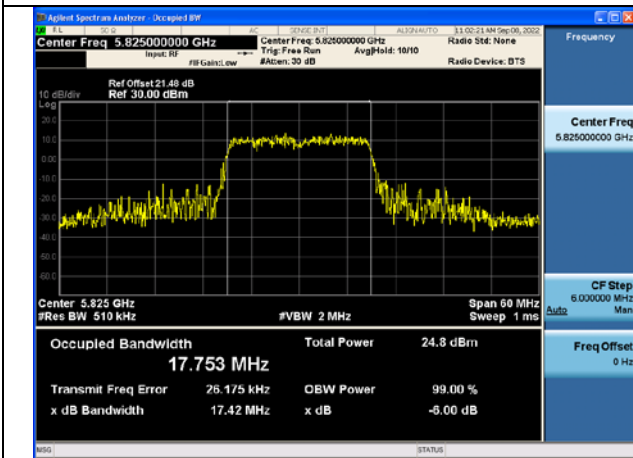 Agilent Spectrum Analyzer - Occupied BW
RL 50 Ω AC SENSE:INT ALIGN AUTO 11:02:21 AM Sep 08, 2022
Center Freq 5.825000000 GHz Center Freq: 5.825000000 GHz Radio Std: None Frequency
Input: RF Trig: Free Run Avg|Hold: 10/10
#IFGain:Low #Atten: 30 dB Radio Device: BTS
Ref Offset 21.48 dB
10 dB/div Ref 30.00 dBm
Log
20.0
10.0
0.00
-10.0
-20.0
-30.0
-40.0
-50.0
-60.0
Center Freq
5.825000000 GHz
Center 5.825 GHz Span 60 MHz
#Res BW 510 kHz #VBW 2 MHz Sweep 1 ms
CF Step
6.000000 MHz
Auto Man
Occupied Bandwidth Total Power 24.8 dBm
17.753 MHz
Transmit Freq Error 26.175 kHz OBW Power 99.00 %
x dB Bandwidth 17.42 MHz x dB -6.00 dB
Freq Offset
0 Hz
MSG STATUS